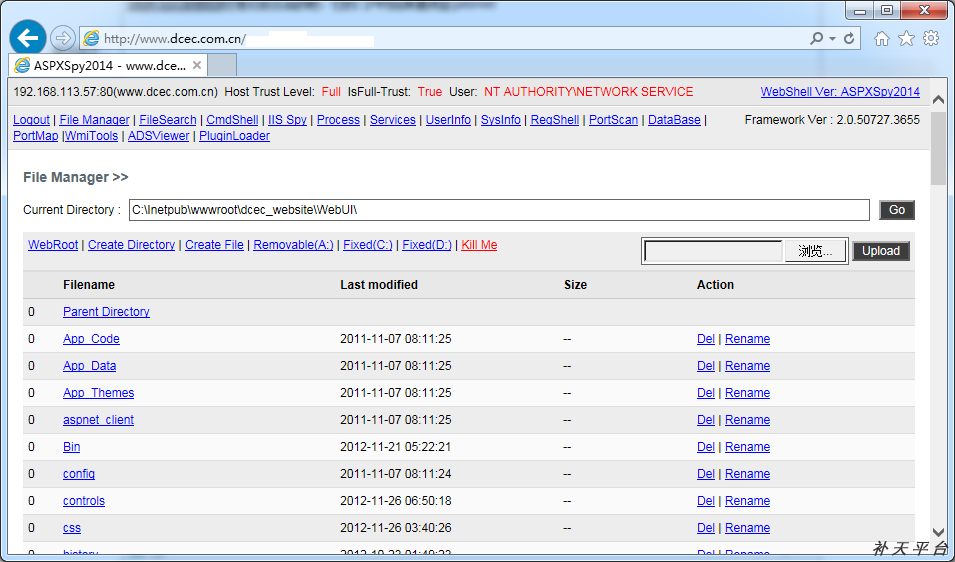 http://www.dcec.com.cn/
ASPXSpy2014 - www.dce...
192.168.113.57:80(www.dcec.com.cn) Host Trust Level: Full IsFull-Trust: True User: NT AUTHORITY\NETWORK SERVICE WebShell Ver: ASPXSpy2014
Logout | File Manager | FileSearch | CmdShell | IIS Spy | Process | Services | UserInfo | SysInfo | RegShell | PortScan | DataBase | Framework Ver : 2.0.50727.3655
PortMap |WmiTools | ADSViewer | PluginLoader
File Manager >>
Current Directory : C:\Inetpub\wwwroot\dcec_website\WebUI\ Go
WebRoot | Create Directory | Create File | Removable(A:) | Fixed(C:) | Fixed(D:) | Kill Me 浏览... Upload
Filename Last modified Size Action
0 Parent Directory
0 App_Code 2011-11-07 08:11:25 -- Del | Rename
0 App_Data 2011-11-07 08:11:25 -- Del | Rename
0 App_Themes 2011-11-07 08:11:25 -- Del | Rename
0 aspnet_client 2011-11-07 08:11:25 -- Del | Rename
0 Bin 2012-11-21 05:22:21 -- Del | Rename
0 config 2011-11-07 08:11:24 -- Del | Rename
0 controls 2012-11-26 06:50:18 -- Del | Rename
0 css 2012-11-26 03:40:26 -- Del | Rename
0 history -- Del | Rename
补天平台